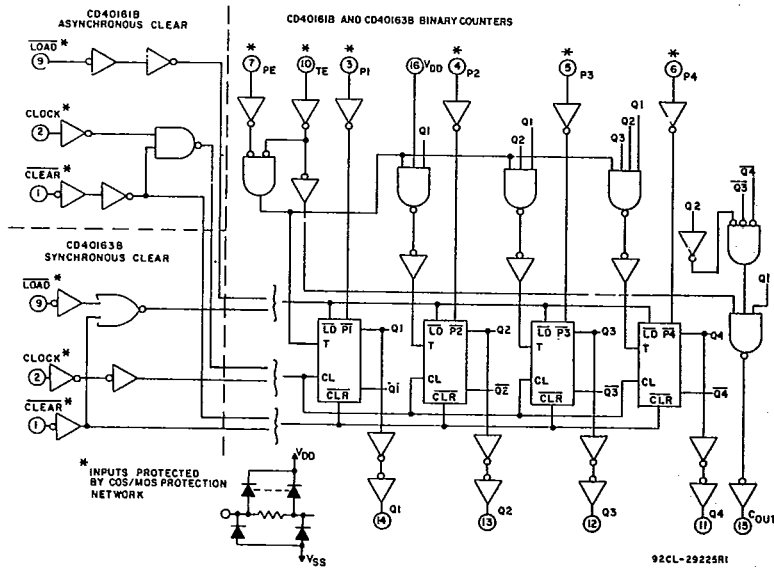 CD40161B
ASYNCHRONOUS CLEAR
CD40161B AND CD40163B BINARY COUNTERS
LOAD *
9
CLOCK *
2
CLEAR *
1
CD40163B
SYNCHRONOUS CLEAR
LOAD *
9
CLOCK *
2
CLEAR *
1
* INPUTS PROTECTED
BY COS/MOS PROTECTION
NETWORK
VDD
VSS
* 7 PE
* 10 TE
* 3 P1
16 VDD
* 4 P2
* 5 P3
* 6 P4
Q1
Q2 Q1
Q3 Q2 Q1
Q2 Q3 Q4
Q1
LD P1
T
CL
CLR
Q1
Q1
LD P2
T
CL
CLR
Q2
Q2
LD P3
T
CL
CLR
Q3
Q3
LD P4
T
CL
CLR
Q4
Q4
14 Q1
13 Q2
12 Q3
11 Q4
15 COUT
92CL-29225R1